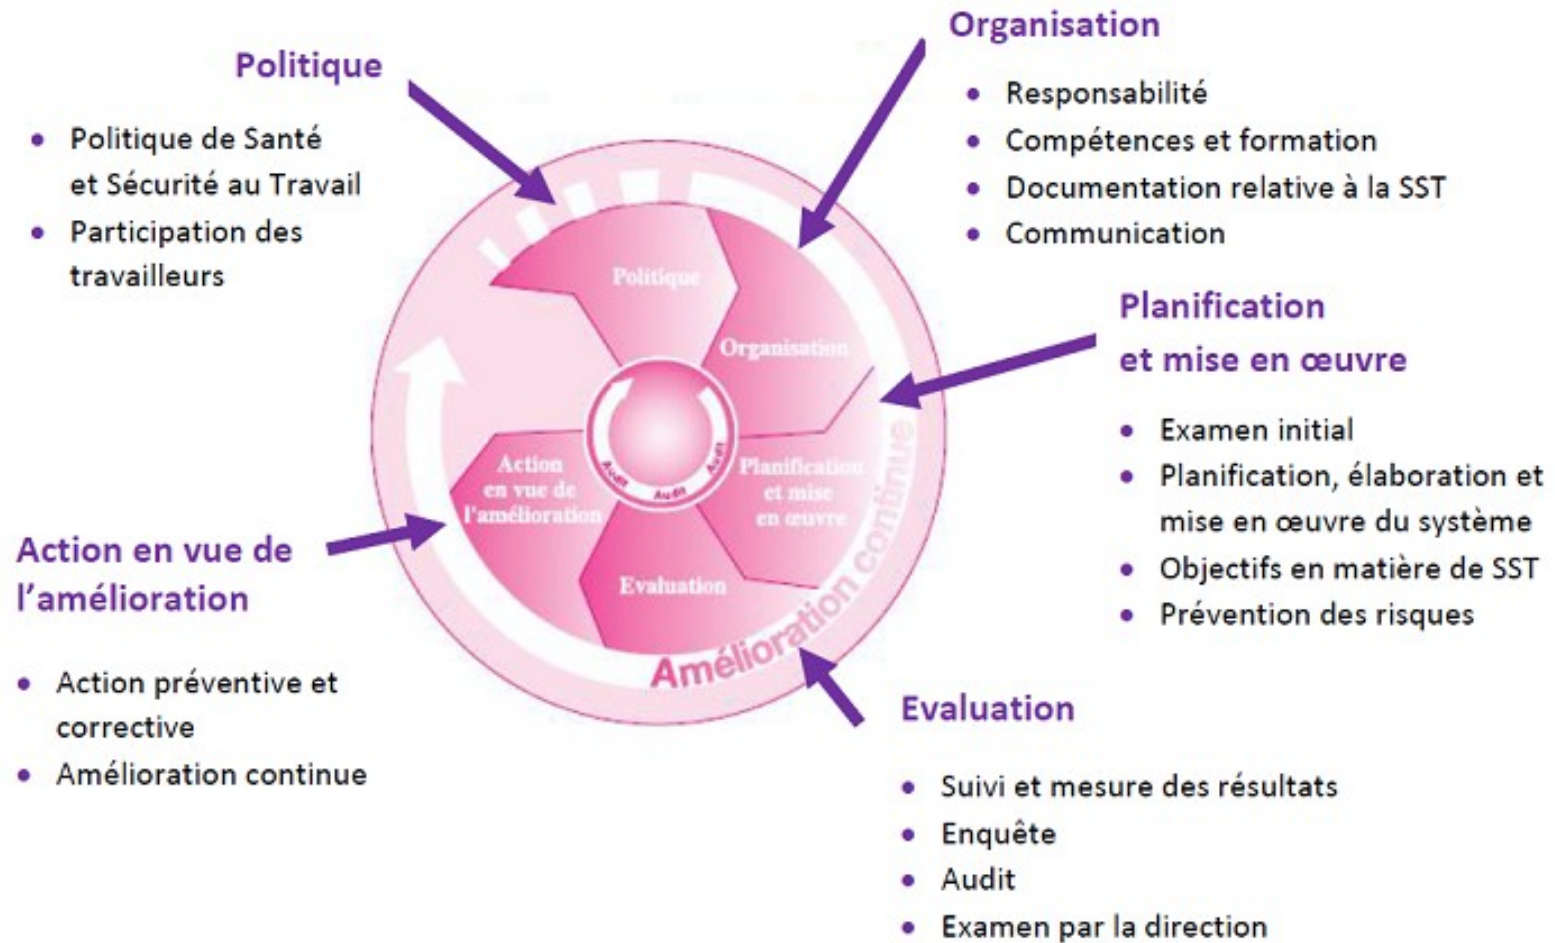 Politique
• Politique de Santé
et Sécurité au Travail
• Participation des
travailleurs
Organisation
• Responsabilité
• Compétences et formation
• Documentation relative à la SST
• Communication
Planification
et mise en œuvre
• Examen initial
• Planification, élaboration et
mise en œuvre du système
• Objectifs en matière de SST
• Prévention des risques
Evaluation
• Suivi et mesure des résultats
• Enquête
• Audit
• Examen par la direction
Action en vue de
l’amélioration
• Action préventive et
corrective
• Amélioration continue
Politique
Organisation
Planification
et mise
en œuvre
Evaluation
Action
en vue de
l'amélioration
Audit
Audit
Audit
Amélioration continue